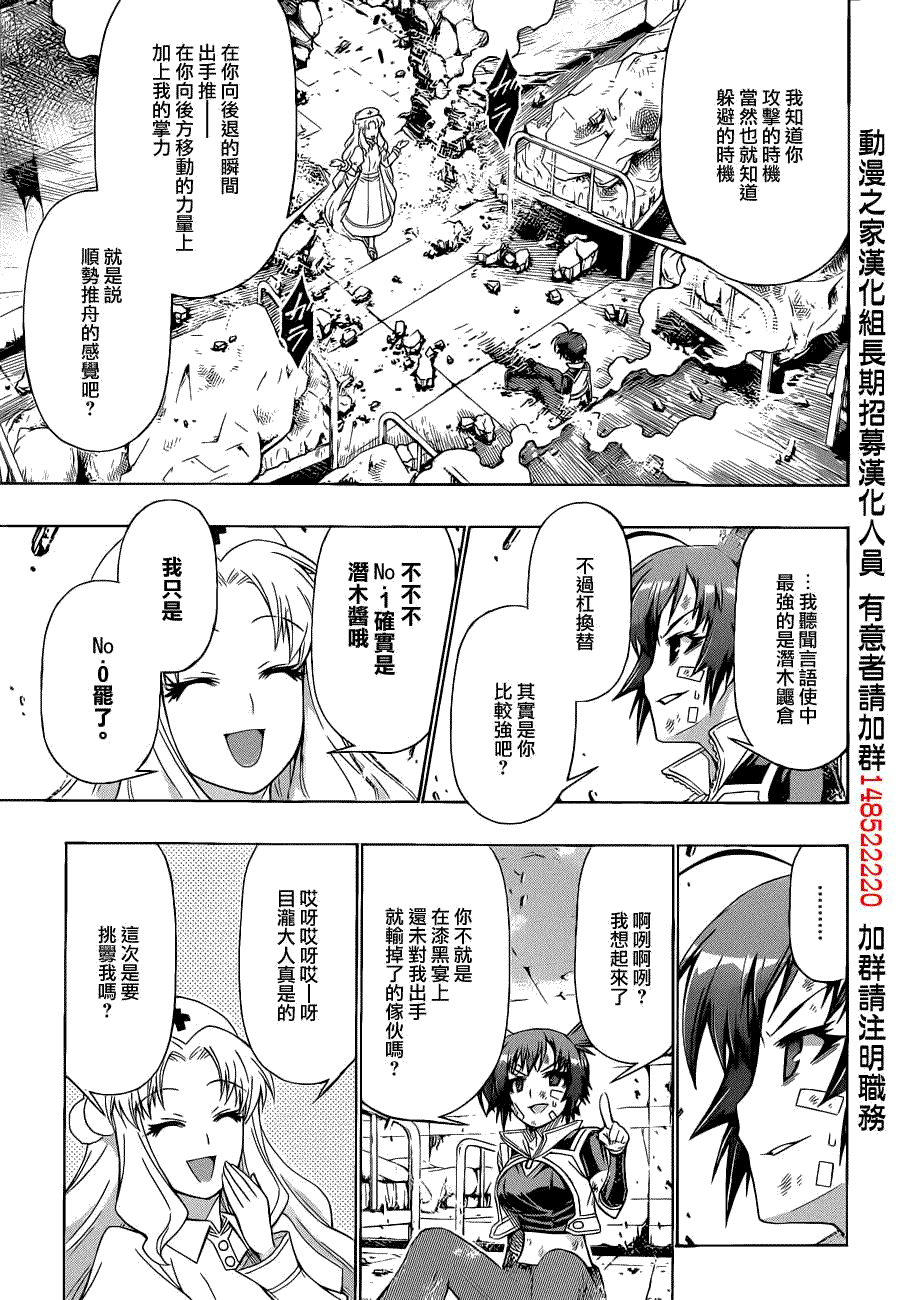 我知道你
攻擊的時機
當然也就知道
躲避的時機
在你向後退的瞬間
出手推——
在你向後方移動的力量上
加上我的掌力
就是説
順勢推舟的感覺吧？
…我聽聞言語使中
最強的是潛木鼴倉
不過杠換替
其實是你
比較強吧？
不不不
No.1確實是
潛木醬哦
我只是
No.0罷了。
………
啊咧啊咧？
我想起來了
你不就是
在漆黑宴上
還未對我出手
就輸掉了的傢伙嗎？
哎呀哎呀哎—呀
目瀧大人真是的
這次是要
挑釁我嗎？
動漫之家漢化組長期招募漢化人員 有意者請加群148522220 加群請注明職務